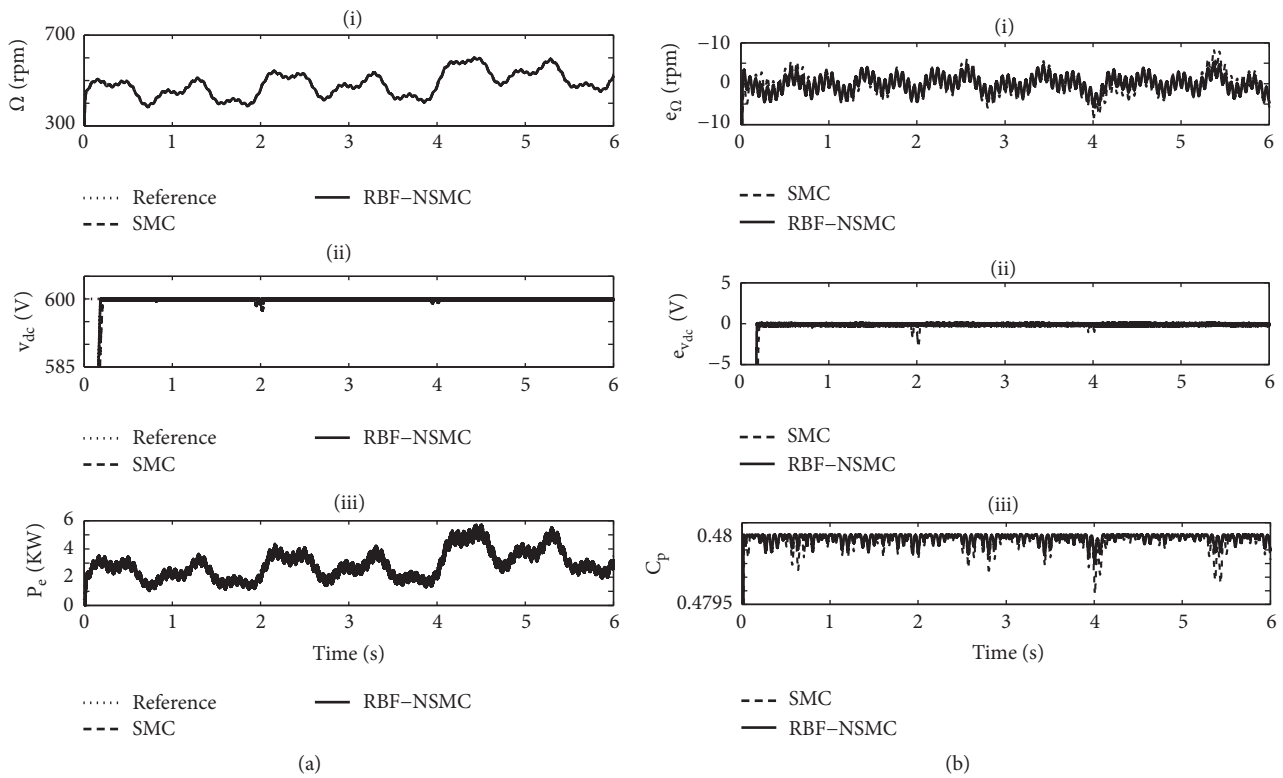 (i)
700
300
Ω (rpm)
0 1 2 3 4 5 6
Reference
SMC
RBF−NSMC
(ii)
600
585
v_dc (V)
0 1 2 3 4 5 6
Reference
SMC
RBF−NSMC
(iii)
6
4
2
0
P_e (KW)
0 1 2 3 4 5 6
Time (s)
Reference
SMC
RBF−NSMC
(a)
(i)
−10
0
−10
e_Ω (rpm)
0 1 2 3 4 5 6
SMC
RBF−NSMC
(ii)
5
0
−5
e_v_dc (V)
0 1 2 3 4 5 6
SMC
RBF−NSMC
(iii)
0.48
0.4795
C_p
0 1 2 3 4 5 6
Time (s)
SMC
RBF−NSMC
(b)